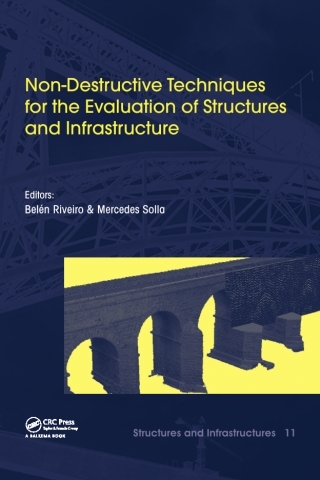 Non-Destructive Techniques
for the Evaluation of Structures
and Infrastructure
Editors:
Belén Riveiro & Mercedes Solla
CRC Press
Taylor & Francis Group
A BALKEMA BOOK
Structures and Infrastructures 11